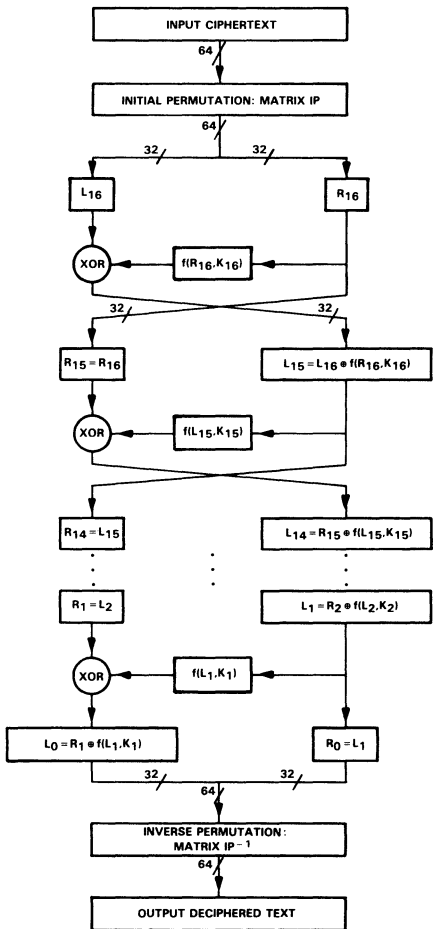 INPUT CIPHERTEXT
64
INITIAL PERMUTATION: MATRIX IP
64
32 32
L16 R16
XOR f(R16,K16)
32 32
R15 = R16 L15 = L16 ⊕ f(R16,K16)
XOR f(L15,K15)
R14 = L15 L14 = R15 ⊕ f(L15,K15)
R1 = L2 L1 = R2 ⊕ f(L2,K2)
XOR f(L1,K1)
L0 = R1 ⊕ f(L1,K1) R0 = L1
32 32
64
INVERSE PERMUTATION:
MATRIX IP-1
64
OUTPUT DECIPHERED TEXT